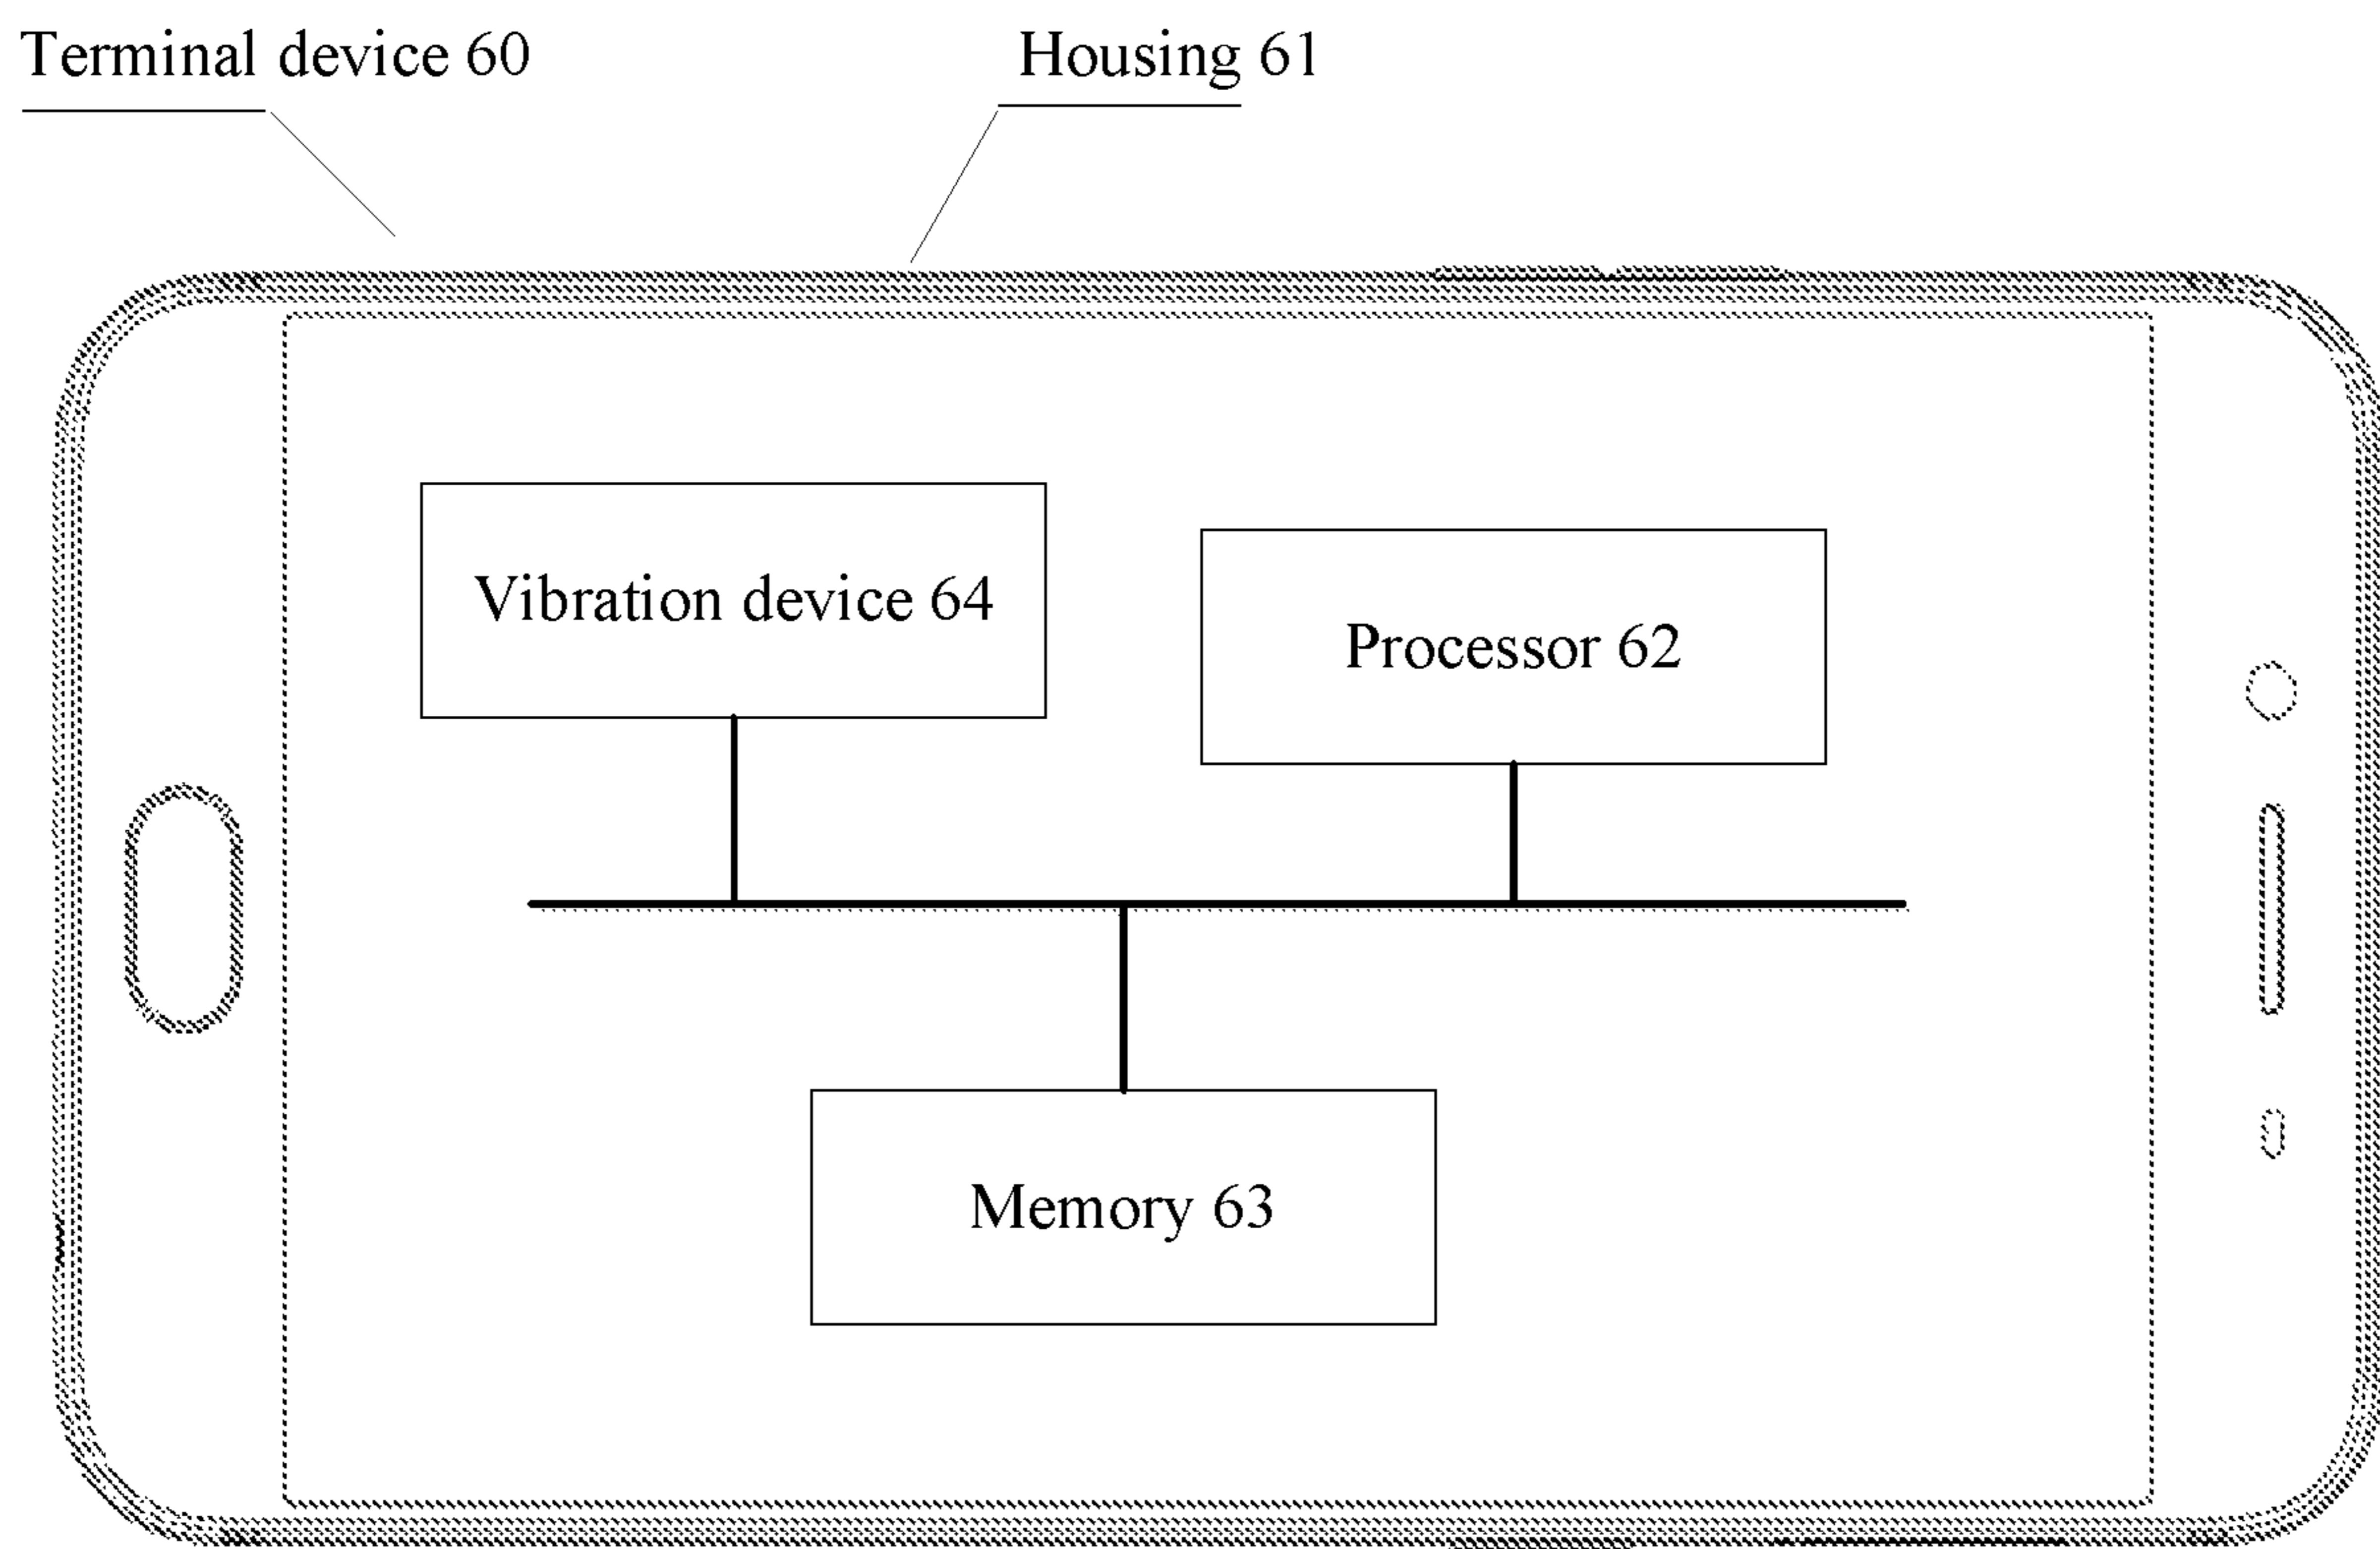 Terminal device 60
Housing 61
Vibration device 64
Processor 62
Memory 63